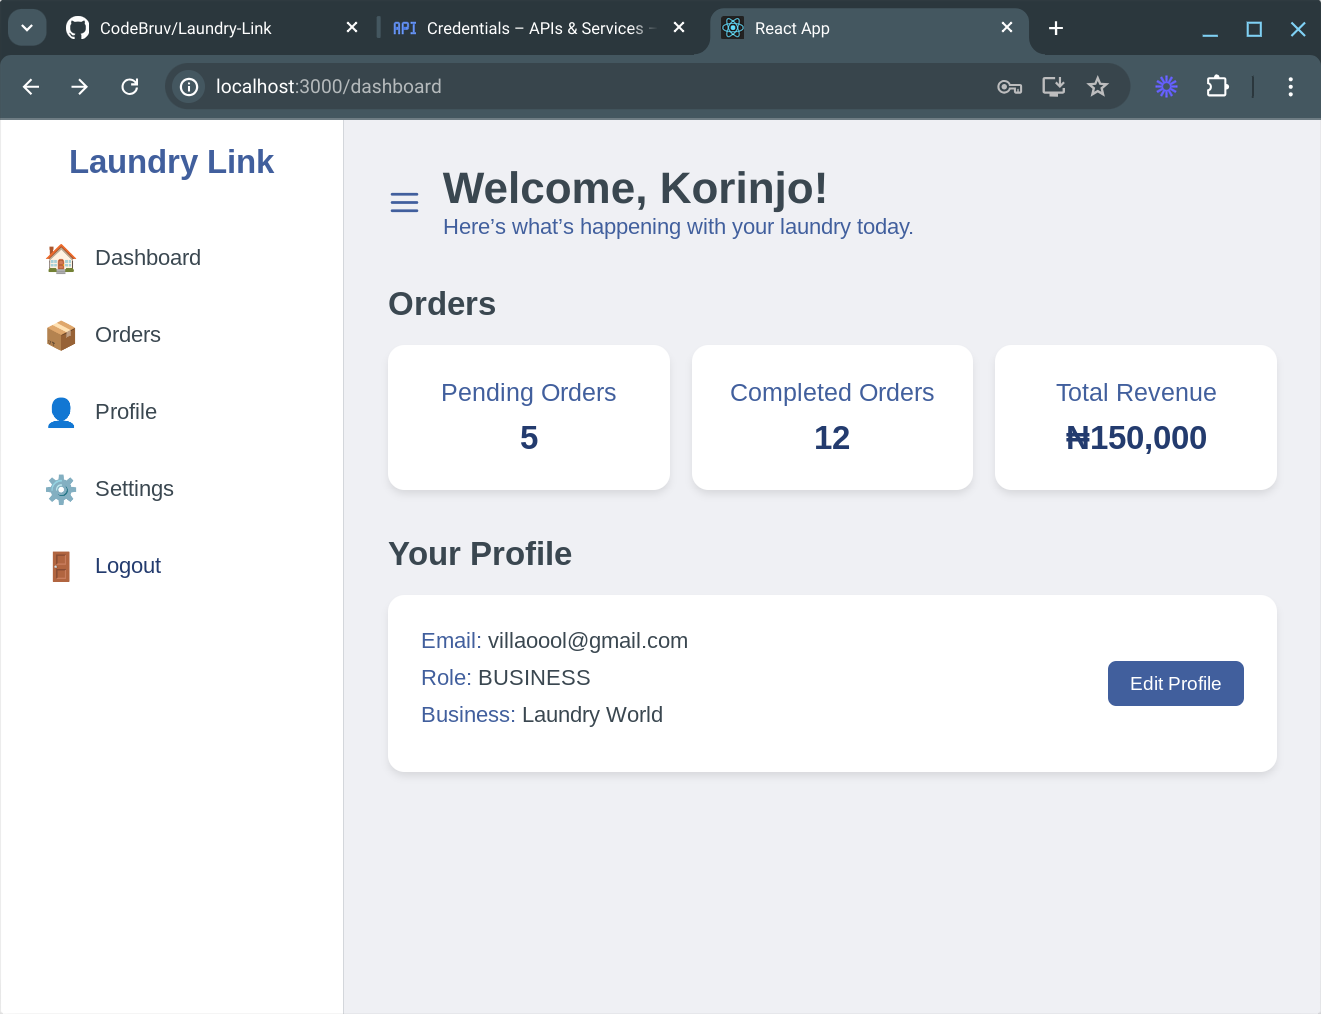 CodeBruv/Laundry-Link
API Credentials – APIs & Services –
React App
localhost:3000/dashboard
Laundry Link
Dashboard
Orders
Profile
Settings
Logout
Welcome, Korinjo!
Here’s what’s happening with your laundry today.
Orders
Pending Orders
5
Completed Orders
12
Total Revenue
₦150,000
Your Profile
Email: villaoool@gmail.com
Role: BUSINESS
Business: Laundry World
Edit Profile